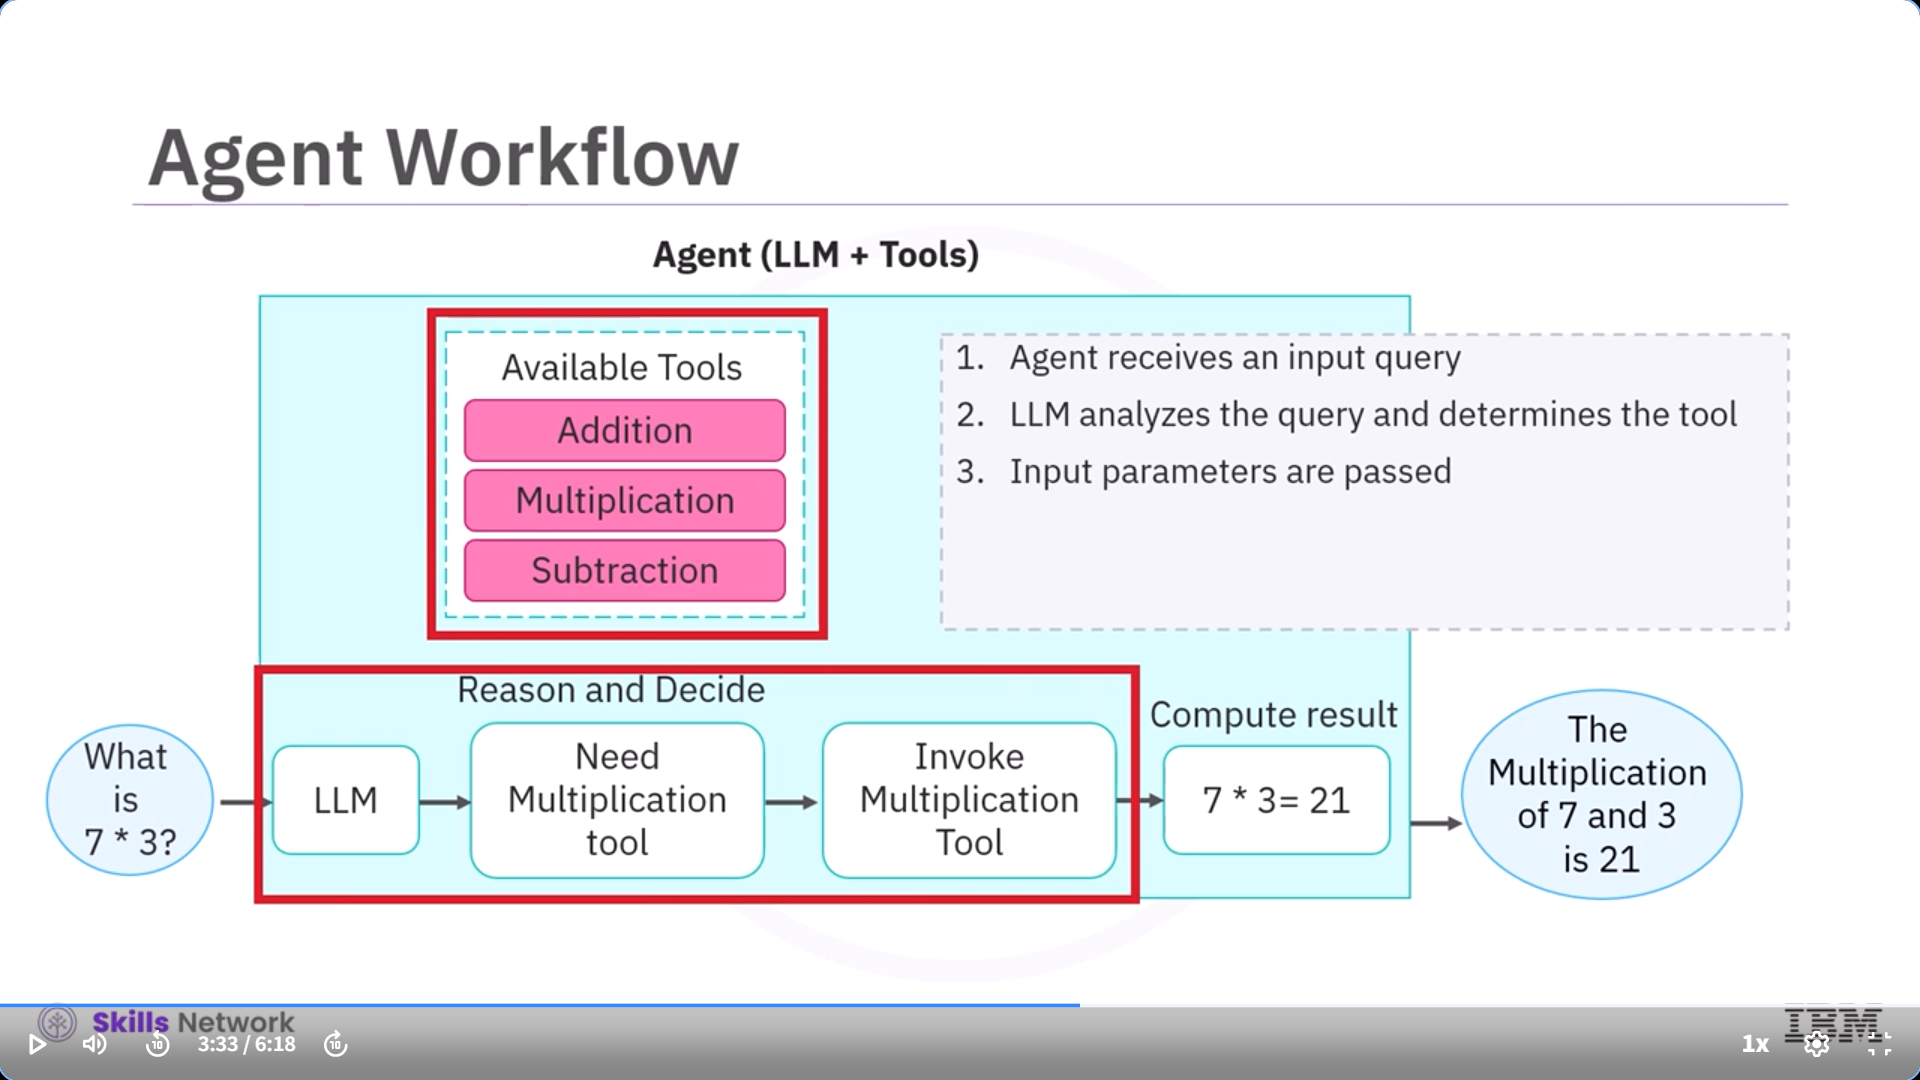 Agent Workflow
Agent (LLM + Tools)
Available Tools
Addition
Multiplication
Subtraction
1. Agent receives an input query
2. LLM analyzes the query and determines the tool
3. Input parameters are passed
Reason and Decide
What
is
7 * 3?
LLM
Need
Multiplication
tool
Invoke
Multiplication
Tool
Compute result
7 * 3= 21
The
Multiplication
of 7 and 3
is 21
Skills Network
IBM
10
3:33 / 6:18
10
1x